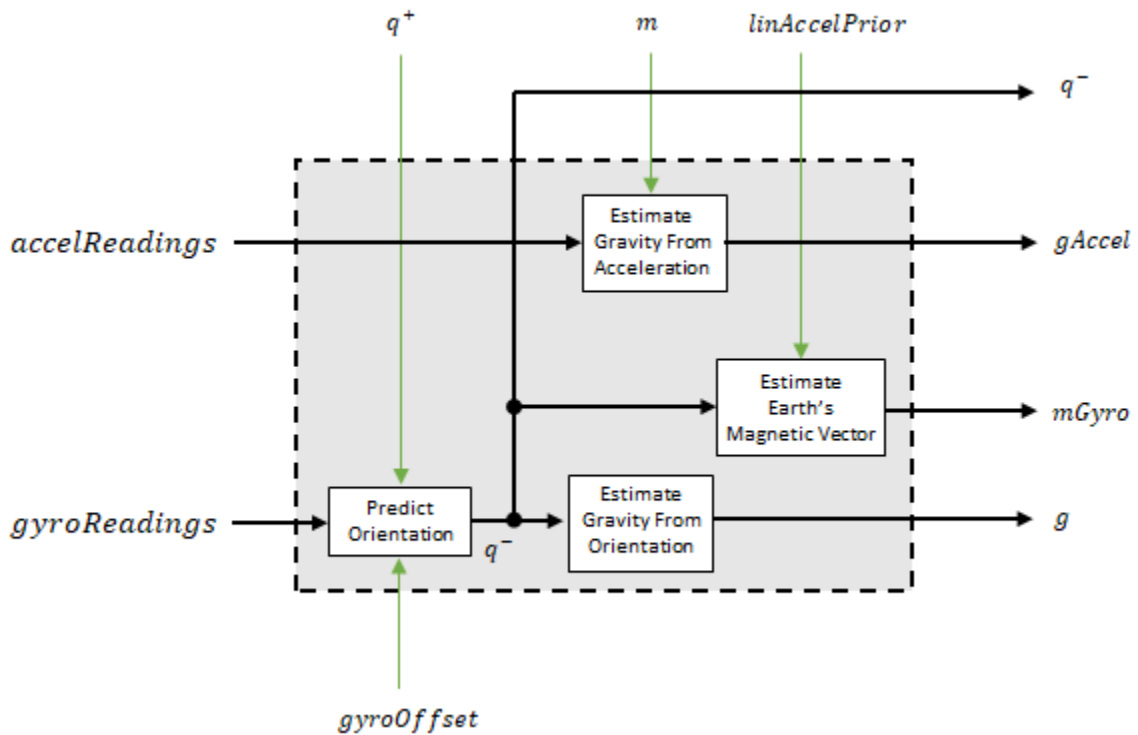 q⁺
m
linAccelPrior
q⁻
Estimate
Gravity From
Acceleration
accelReadings
gAccel
Estimate
Earth's
Magnetic Vector
mGyro
gyroReadings
Predict
Orientation
q⁻
Estimate
Gravity From
Orientation
g
gyroOffset